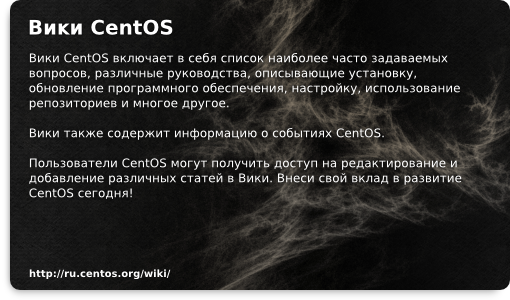 Вики CentOS
Вики CentOS включает в себя список наиболее часто задаваемых
вопросов, различные руководства, описывающие установку,
обновление программного обеспечения, настройку, использование
репозиториев и многое другое.
Вики также содержит информацию о событиях CentOS.
Пользователи CentOS могут получить доступ на редактирование и
добавление различных статей в Вики. Внеси свой вклад в развитие
CentOS сегодня!
http://ru.centos.org/wiki/